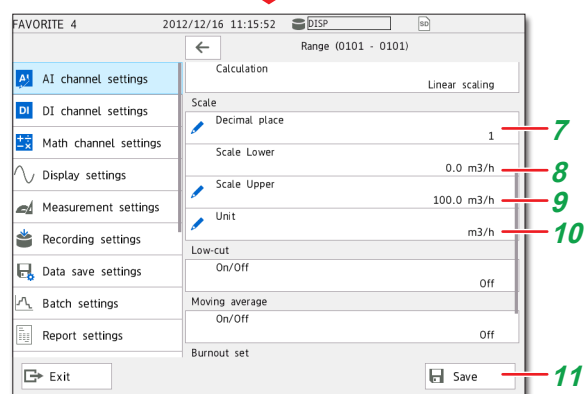 FAVORITE 4 2012/12/16 11:15:52 DISP SD
Range (0101 - 0101)
Calculation
Linear scaling
Scale
Decimal place
1
7
Scale Lower
0.0 m3/h
8
Scale Upper
100.0 m3/h
9
Unit
m3/h
10
Low-cut
On/Off
Off
Moving average
On/Off
Off
Burnout set
AI AI channel settings
DI DI channel settings
Math channel settings
Display settings
Measurement settings
Recording settings
Data save settings
Batch settings
Report settings
Exit
Save
11